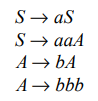 S → aS
S → aaA
A → bA
A → bbb